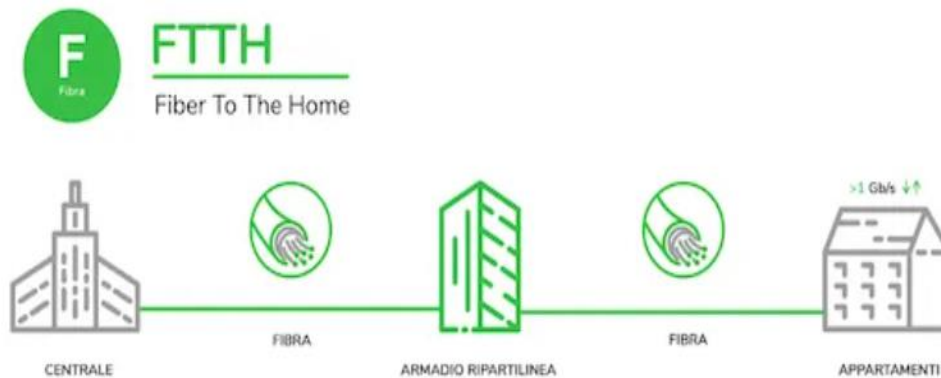 F
Fibra
FTTH
Fiber To The Home
>1 Gb/s ↓↑
FIBRA
FIBRA
CENTRALE
ARMADIO RIPARTILINEA
APPARTAMENTI